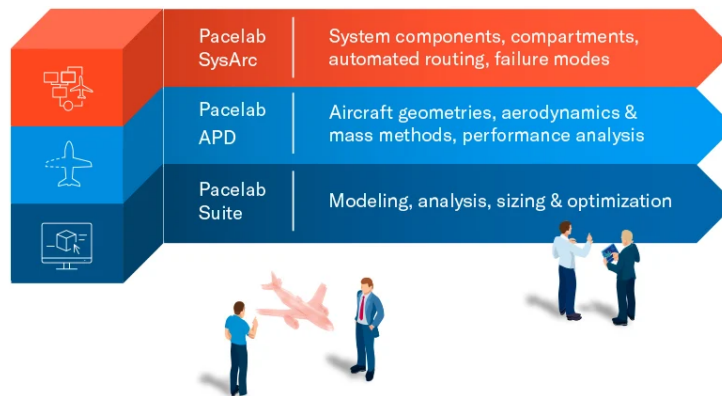 Pacelab
SysArc
System components, compartments,
automated routing, failure modes
Pacelab
APD
Aircraft geometries, aerodynamics &
mass methods, performance analysis
Pacelab
Suite
Modeling, analysis, sizing & optimization